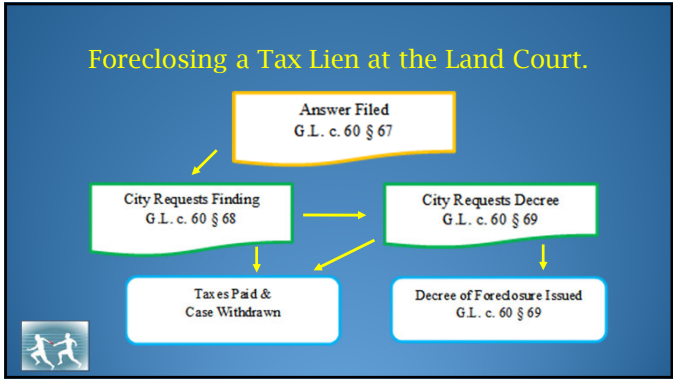 Foreclosing a Tax Lien at the Land Court.
Answer Filed
G.L. c. 60 § 67
City Requests Finding
G.L. c. 60 § 68
City Requests Decree
G.L. c. 60 § 69
Taxes Paid &
Case Withdrawn
Decree of Foreclosure Issued
G.L. c. 60 § 69